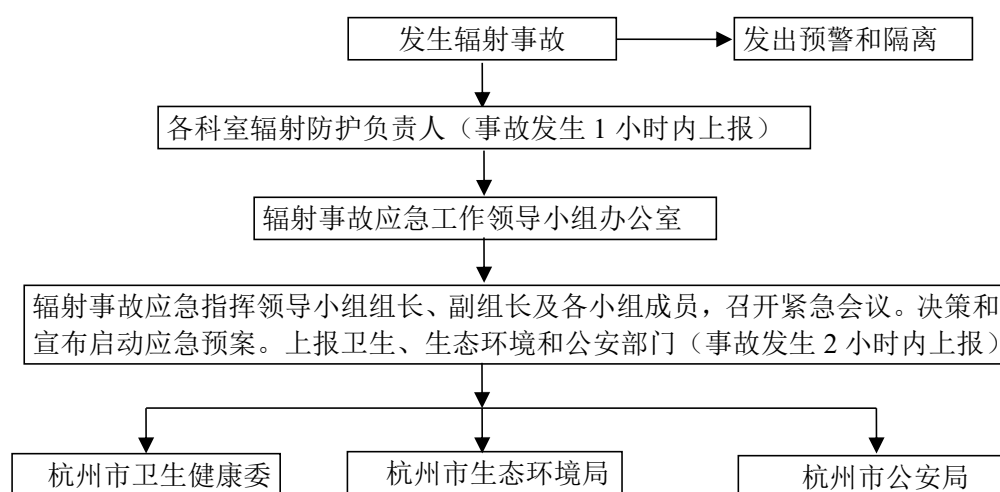 发生辐射事故
发出预警和隔离
各科室辐射防护负责人（事故发生 1 小时内上报）
辐射事故应急工作领导小组办公室
辐射事故应急指挥领导小组组长、副组长及各小组成员，召开紧急会议。决策和
宣布启动应急预案。上报卫生、生态环境和公安部门（事故发生 2 小时内上报）
杭州市卫生健康委
杭州市生态环境局
杭州市公安局